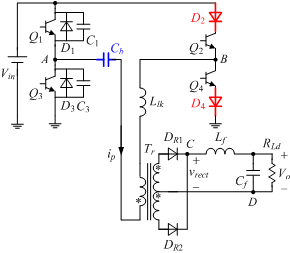 Q1 D1 C1 D2
Q2
A Cb B
Vin
Q3 D3 C3 Q4
D4
Llk
ip Tr DR1 C Lf RLd
+ vrect − Cf + Vo −
* * *
DR2 D